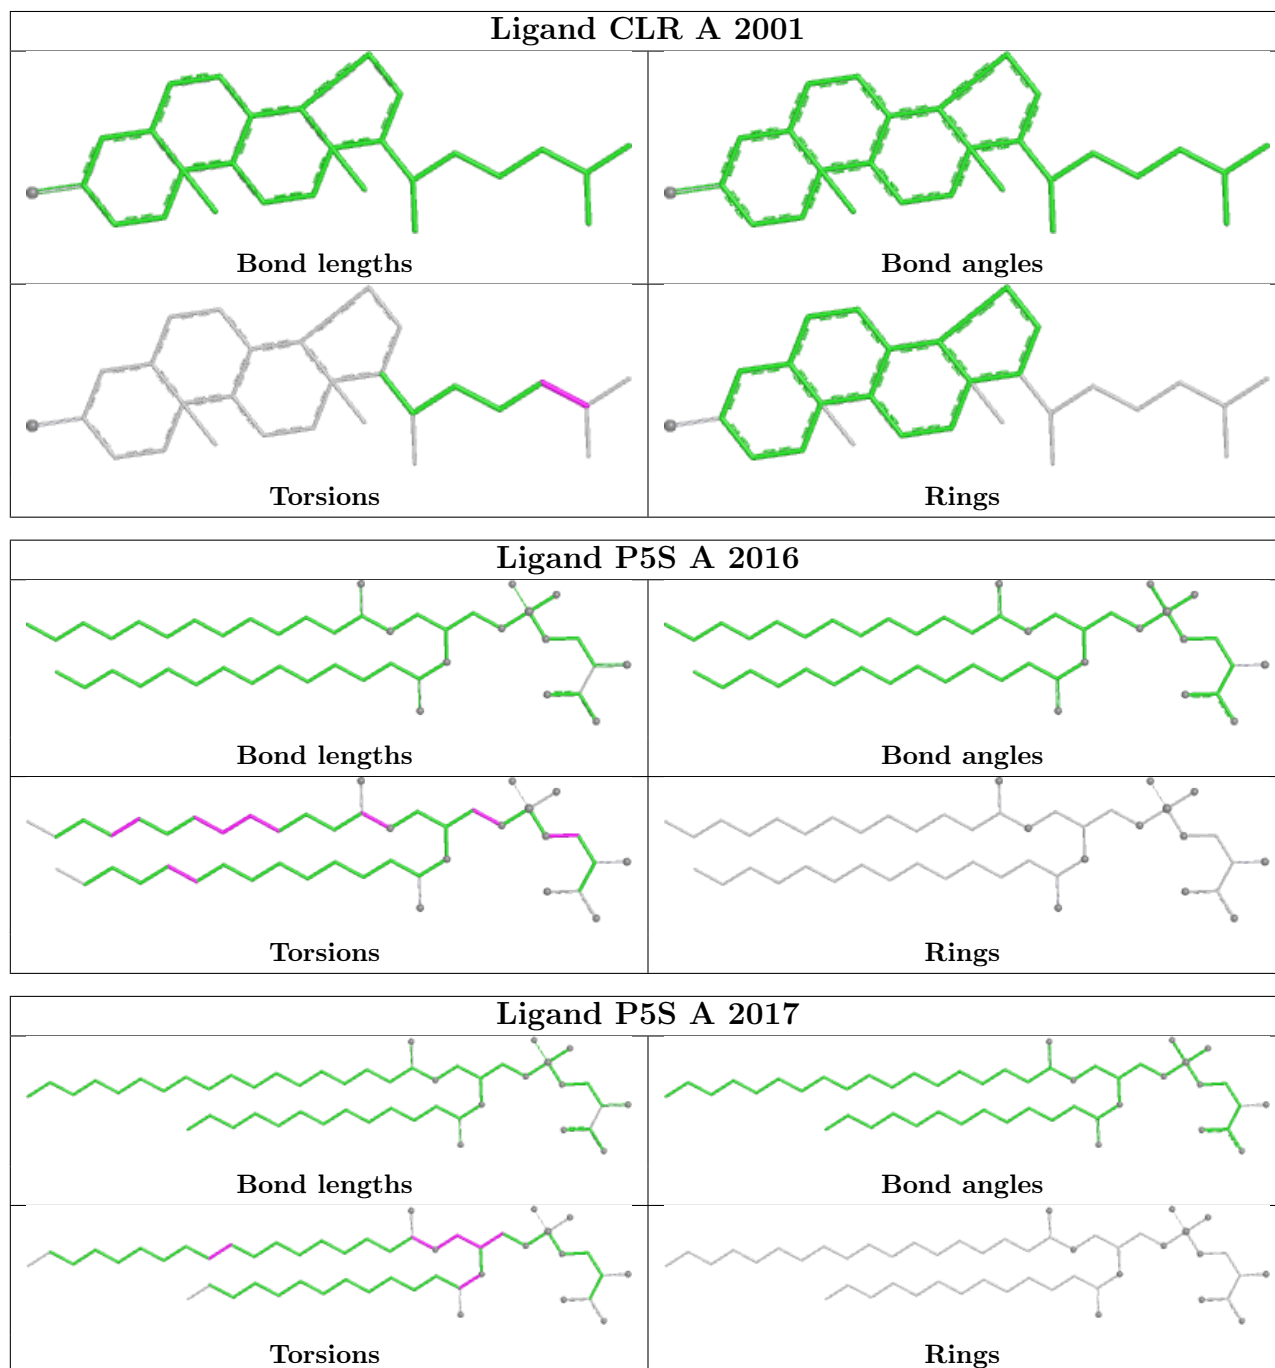 Ligand CLR A 2001
Bond lengths Bond angles
Torsions Rings
Ligand P5S A 2016
Bond lengths Bond angles
Torsions Rings
Ligand P5S A 2017
Bond lengths Bond angles
Torsions Rings